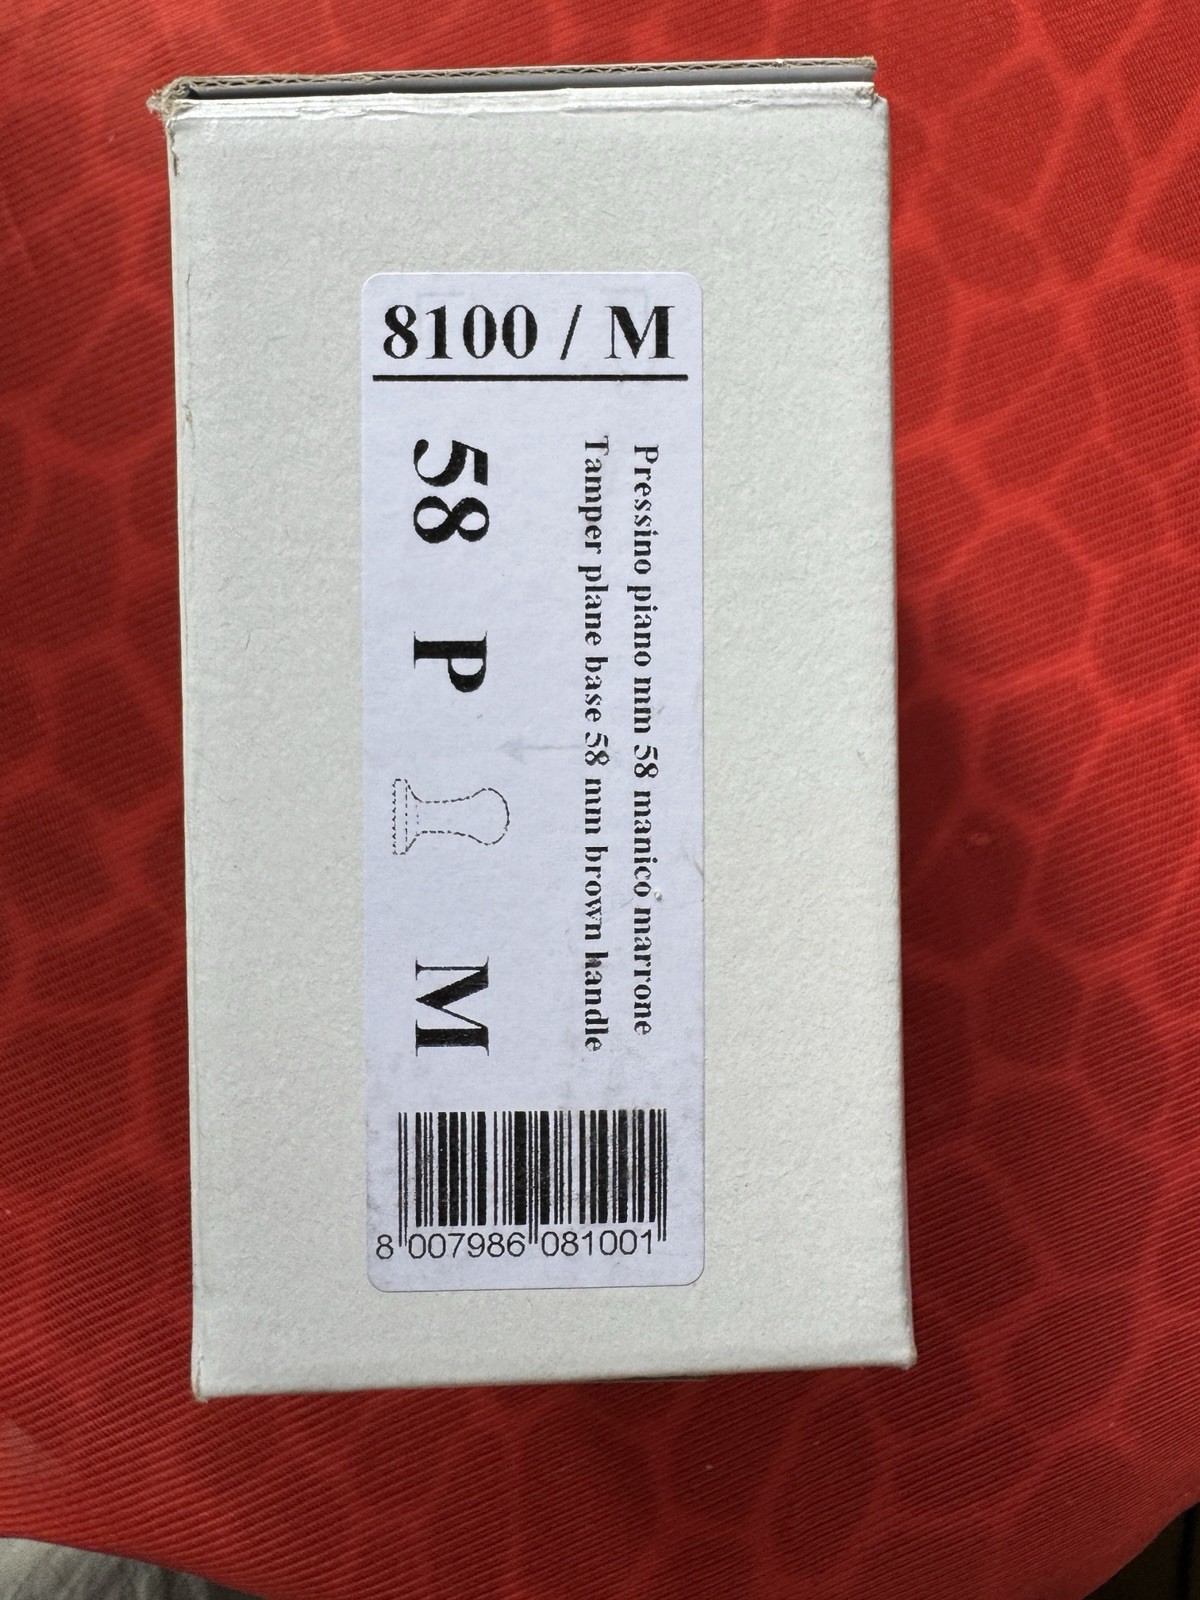 8100 / M
Pressino piano mm 58 manico marrone
Tamper plane base 58 mm brown handle
58 P M
8 007986 081001